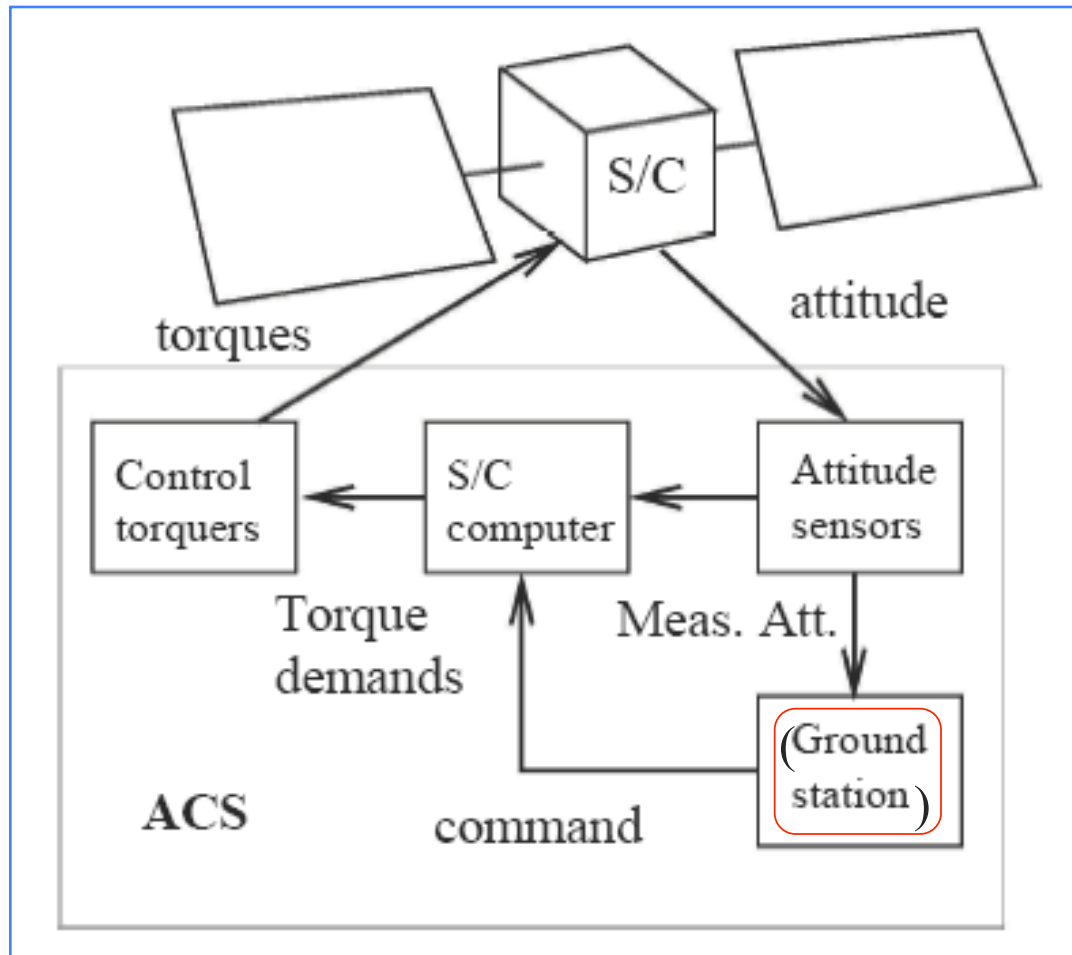 S/C
attitude
torques
Control
torquers
S/C
computer
Attitude
sensors
Torque
demands
Meas. Att.
(Ground
station)
command
ACS